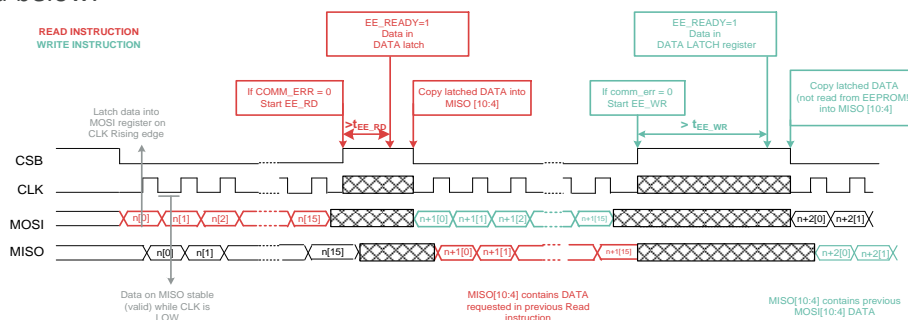 READ INSTRUCTION
WRITE INSTRUCTION
EE_READY=1
Data in
DATA latch
EE_READY=1
Data in
DATA LATCH register
If COMM_ERR = 0
Start EE_RD
Copy latched DATA into
MISO [10:4]
If comm_err = 0
Start EE_WR
Copy latched DATA
(not read from EEPROM!
into MISO [10:4]
Latch data into
MOSI register on
CLK Rising edge
>tEE_RD
> tEE_WR
CSB
CLK
MOSI n[0] n[1] n[2] n[15] n+1[0] n+1[1] n+1[2] n+1[15] n+2[0] n+2[1]
MISO n[0] n[1] n[15] n+1[0] n+1[1] n+1[15] n+2[0] n+2[1]
Data on MISO stable
(valid) while CLK is
LOW
MISO[10:4] contains DATA
requested in previous Read
instruction
MISO[10:4] contains previous
MOSI[10:4] DATA